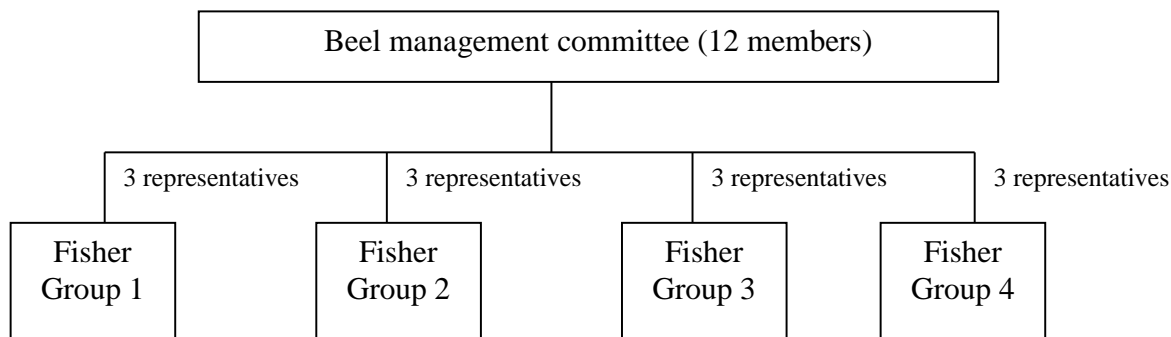 Beel management committee (12 members)
3 representatives
3 representatives
3 representatives
3 representatives
Fisher
Group 1
Fisher
Group 2
Fisher
Group 3
Fisher
Group 4